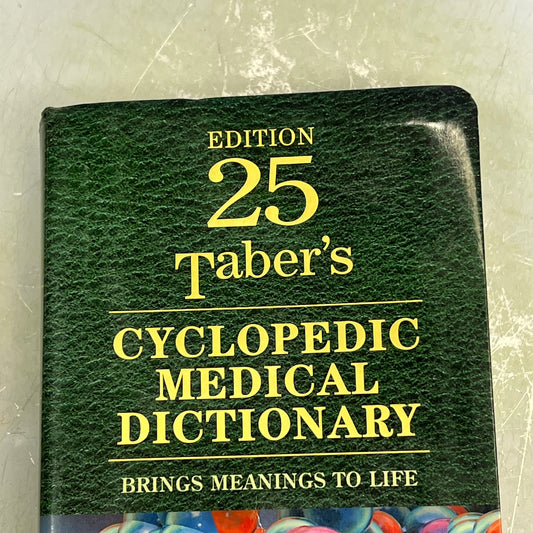 EDITION
25
Taber's
CYCLOPEDIC
MEDICAL
DICTIONARY
BRINGS MEANINGS TO LIFE